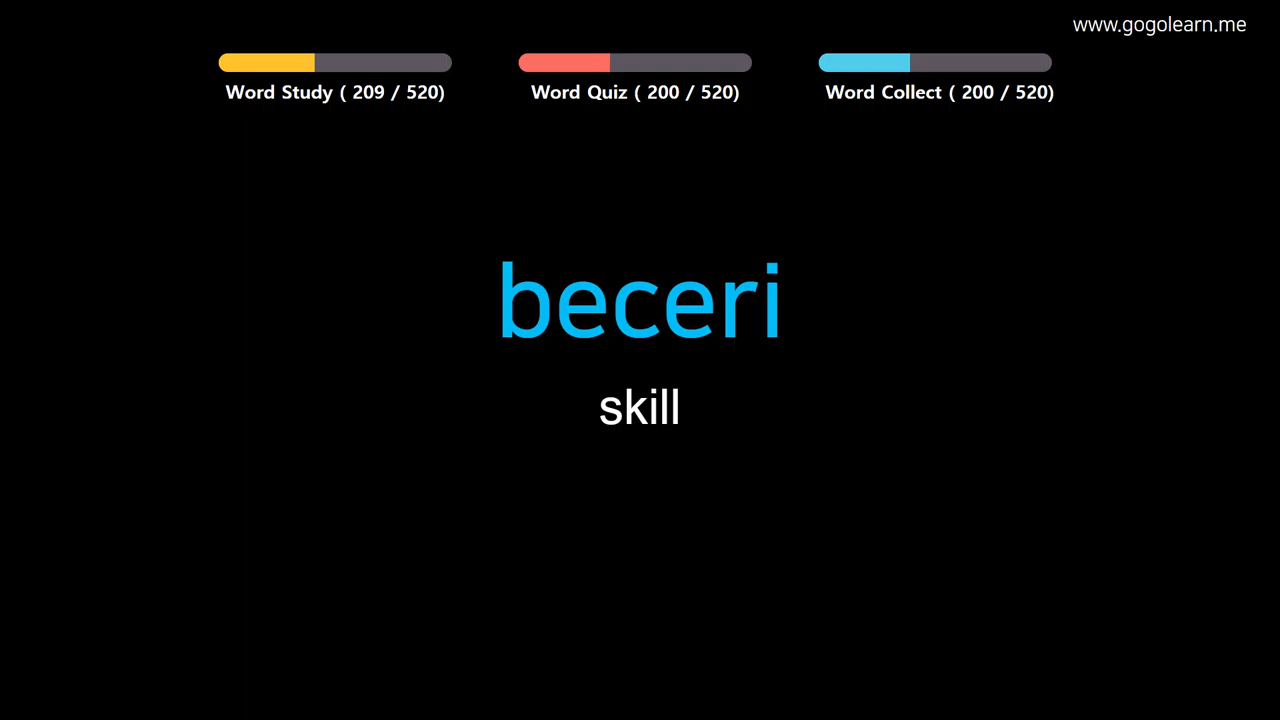 www.gogolearn.me
Word Study ( 209 / 520)
Word Quiz ( 200 / 520)
Word Collect ( 200 / 520)
beceri
skill